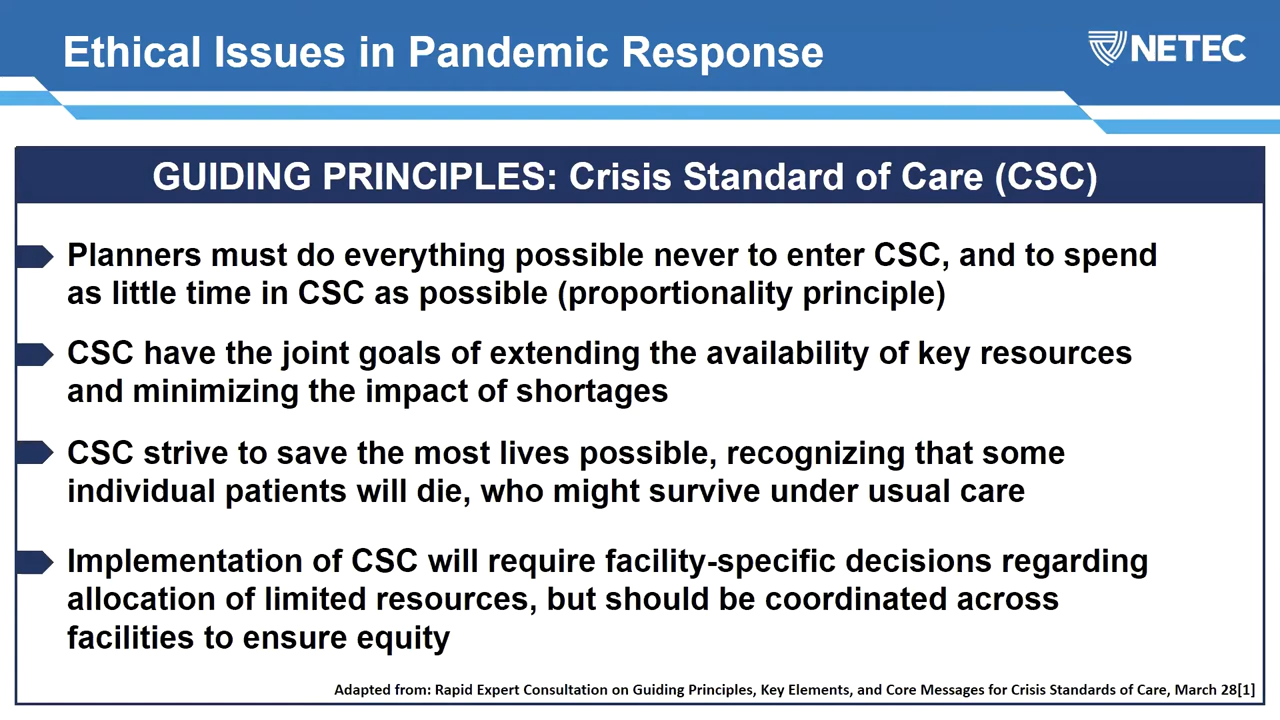 Ethical Issues in Pandemic Response
NETEC
GUIDING PRINCIPLES: Crisis Standard of Care (CSC)
Planners must do everything possible never to enter CSC, and to spend
as little time in CSC as possible (proportionality principle)
CSC have the joint goals of extending the availability of key resources
and minimizing the impact of shortages
CSC strive to save the most lives possible, recognizing that some
individual patients will die, who might survive under usual care
Implementation of CSC will require facility-specific decisions regarding
allocation of limited resources, but should be coordinated across
facilities to ensure equity
Adapted from: Rapid Expert Consultation on Guiding Principles, Key Elements, and Core Messages for Crisis Standards of Care, March 28[1]